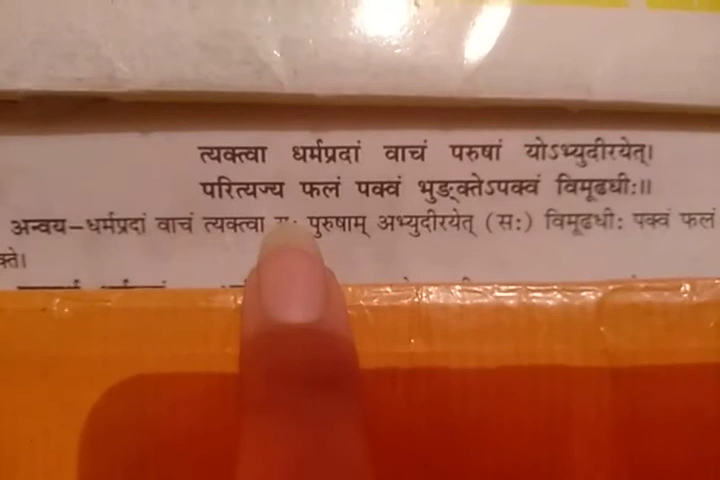 त्यक्त्वा धर्मप्रदां वाचं परुषां योऽभ्युदीरयेत्।
परित्यज्य फलं पक्वं भुङ्क्तेऽपक्वं विमूढधीः॥
अन्वय–धर्मप्रदां वाचं त्यक्त्वा यः पुरुषाम् अभ्युदीरयेत् (सः) विमूढधीः पक्वं फलं
क्ते।